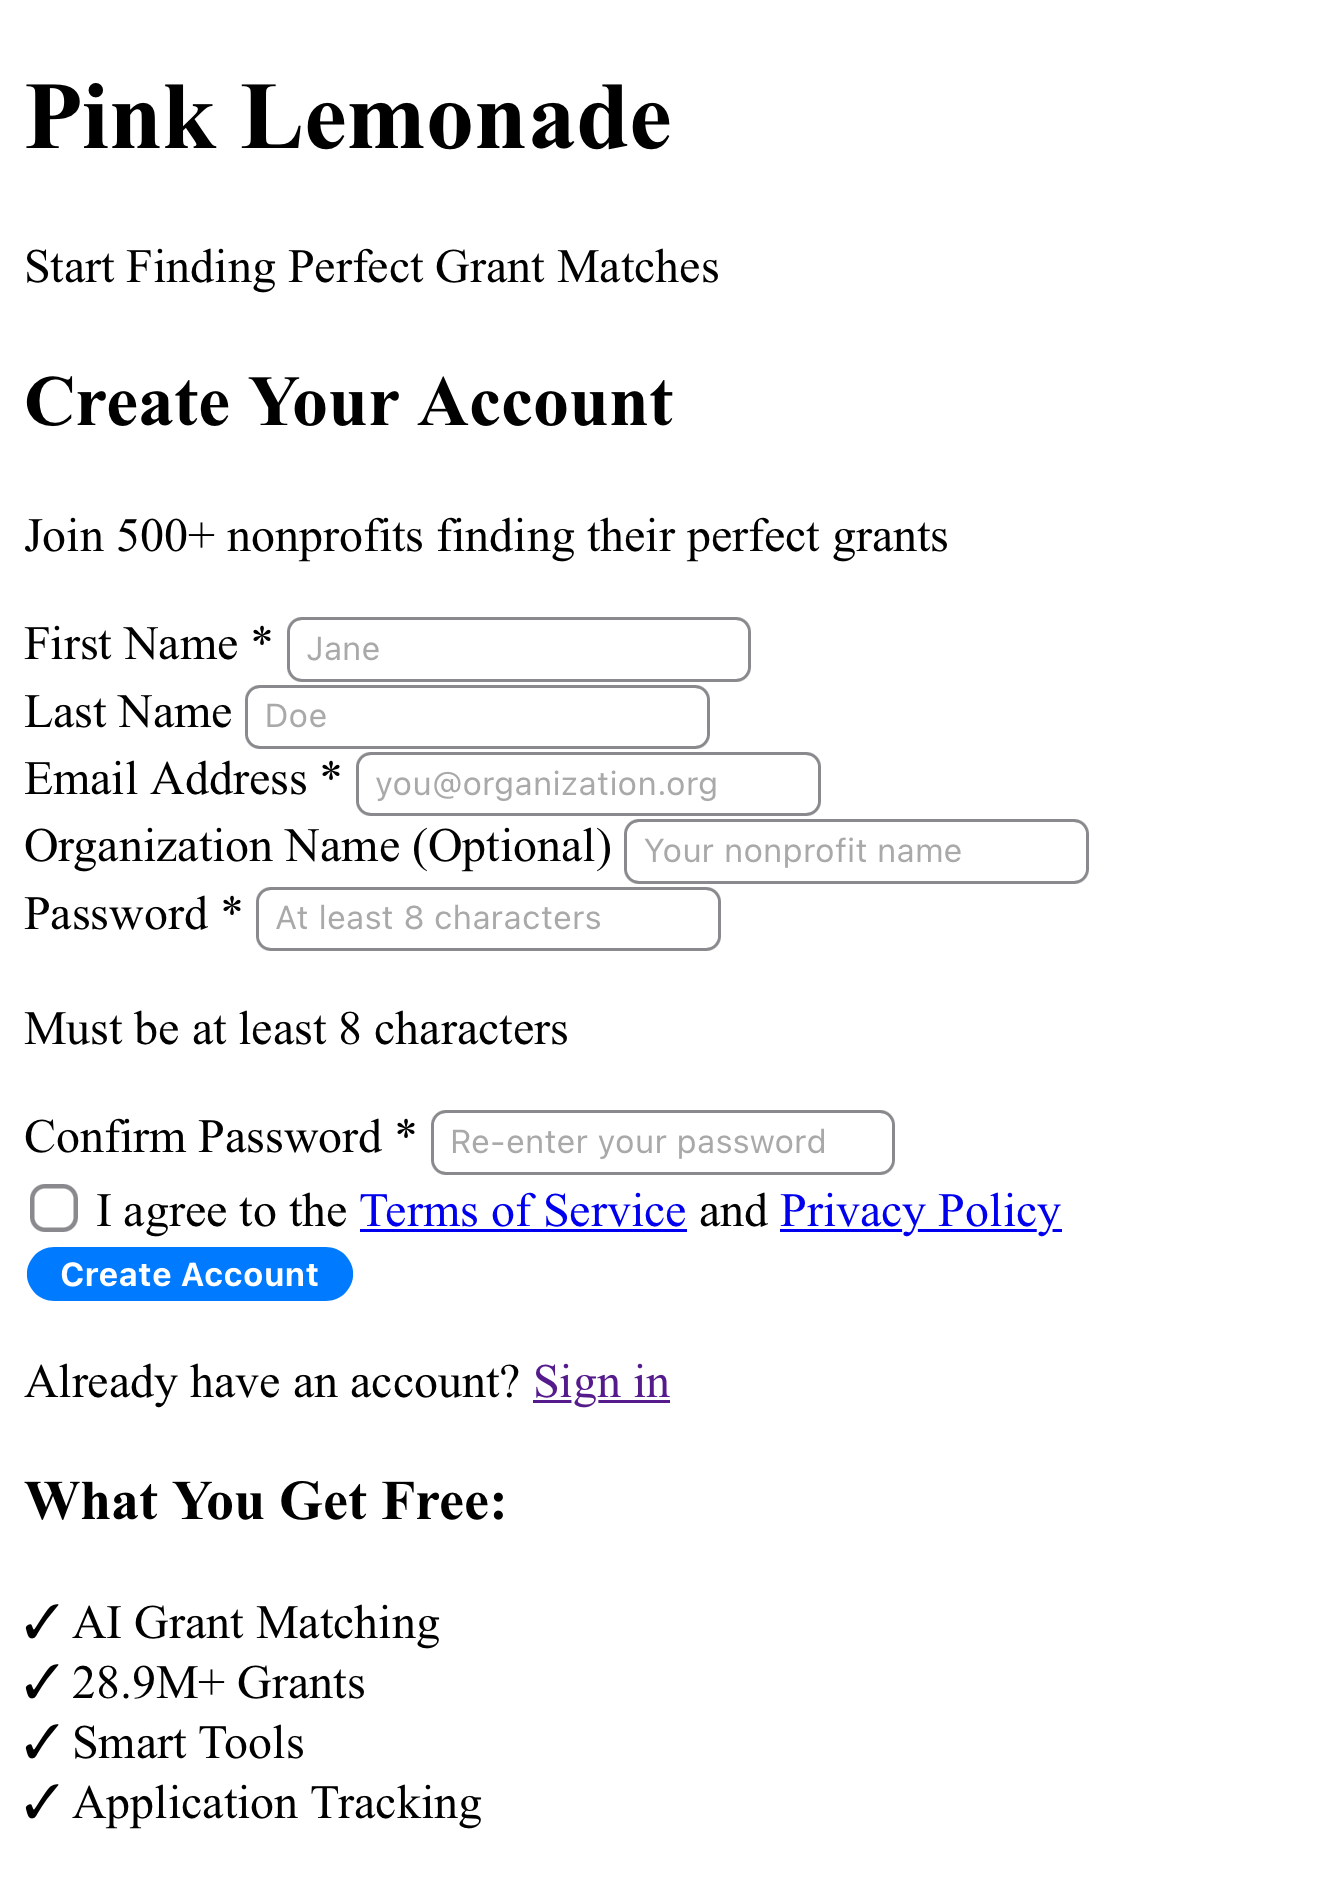 Pink Lemonade
Start Finding Perfect Grant Matches
Create Your Account
Join 500+ nonprofits finding their perfect grants
First Name * Jane
Last Name Doe
Email Address * you@organization.org
Organization Name (Optional) Your nonprofit name
Password * At least 8 characters
Must be at least 8 characters
Confirm Password * Re-enter your password
I agree to the Terms of Service and Privacy Policy
Create Account
Already have an account? Sign in
What You Get Free:
✓ AI Grant Matching
✓ 28.9M+ Grants
✓ Smart Tools
✓ Application Tracking